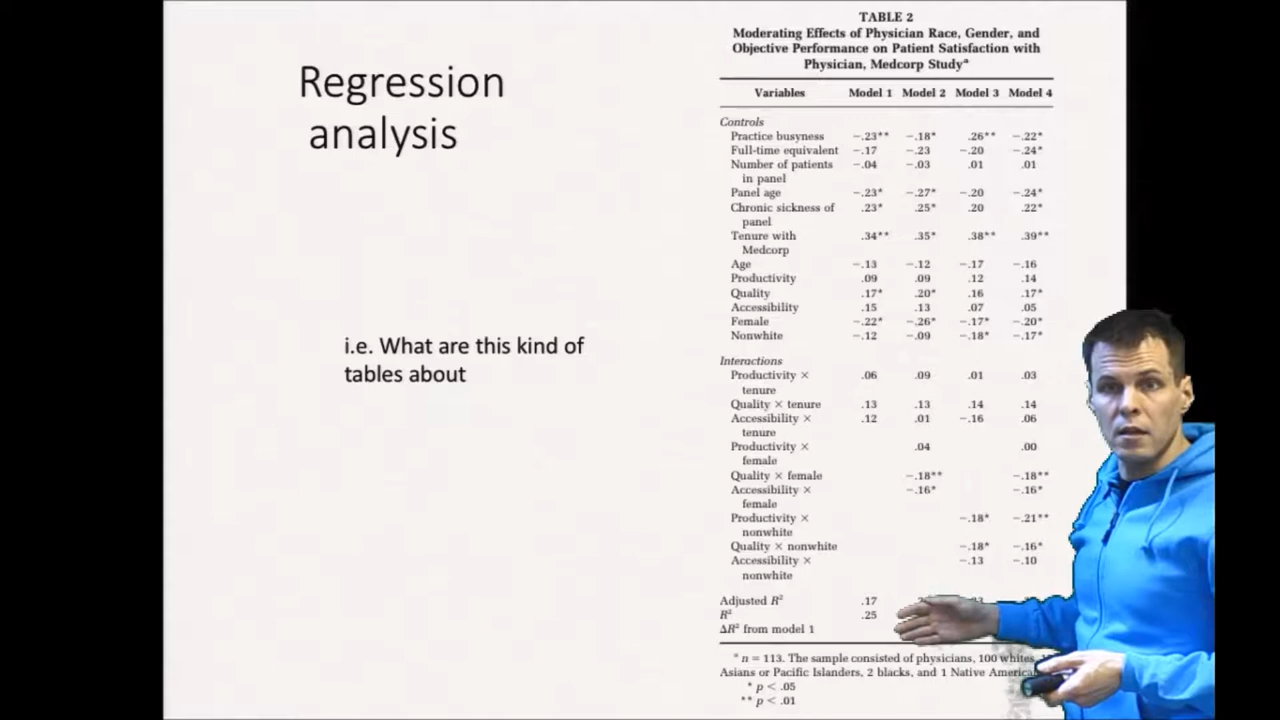 Regression
analysis
i.e. What are this kind of
tables about
TABLE 2
Moderating Effects of Physician Race, Gender, and
Objective Performance on Patient Satisfaction with
Physician, Medcorp Studyᵃ
Variables Model 1 Model 2 Model 3 Model 4
Controls
Practice busyness −.23** −.18* .26** −.22*
Full-time equivalent −.17 −.23 −.20 −.24*
Number of patients −.04 −.03 .01 .01
in panel
Panel age −.23* −.27* −.20 −.24*
Chronic sickness of .23* .25* .20 .22*
panel
Tenure with .34** .35* .38** .39**
Medcorp
Age −.13 −.12 −.17 −.16
Productivity .09 .09 .12 .14
Quality .17* .20* .16 .17*
Accessibility .15 .13 .07 .05
Female −.22* −.26* −.17* −.20*
Nonwhite −.12 −.09 −.18* −.17*
Interactions
Productivity × .06 .09 .01 .03
tenure
Quality × tenure .13 .13 .14 .14
Accessibility × .12 .01 −.16 .06
tenure
Productivity × .04 .00
female
Quality × female −.18** −.18**
Accessibility × −.16* −.16*
female
Productivity × −.18* −.21**
nonwhite
Quality × nonwhite −.18* −.16*
Accessibility × −.13 −.10
nonwhite
Adjusted R² .17
R² .25
ΔR² from model 1
ᵃ n = 113. The sample consisted of physicians, 100 whites,
Asians or Pacific Islanders, 2 blacks, and 1 Native
* p < .05
** p < .01